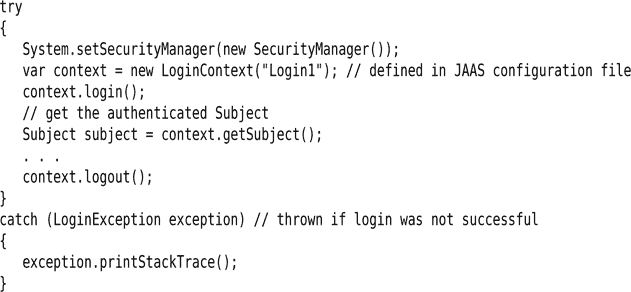 try
{
System.setSecurityManager(new SecurityManager());
var context = new LoginContext("Login1"); // defined in JAAS configuration file
context.login();
// get the authenticated Subject
Subject subject = context.getSubject();
. . .
context.logout();
}
catch (LoginException exception) // thrown if login was not successful
{
exception.printStackTrace();
}